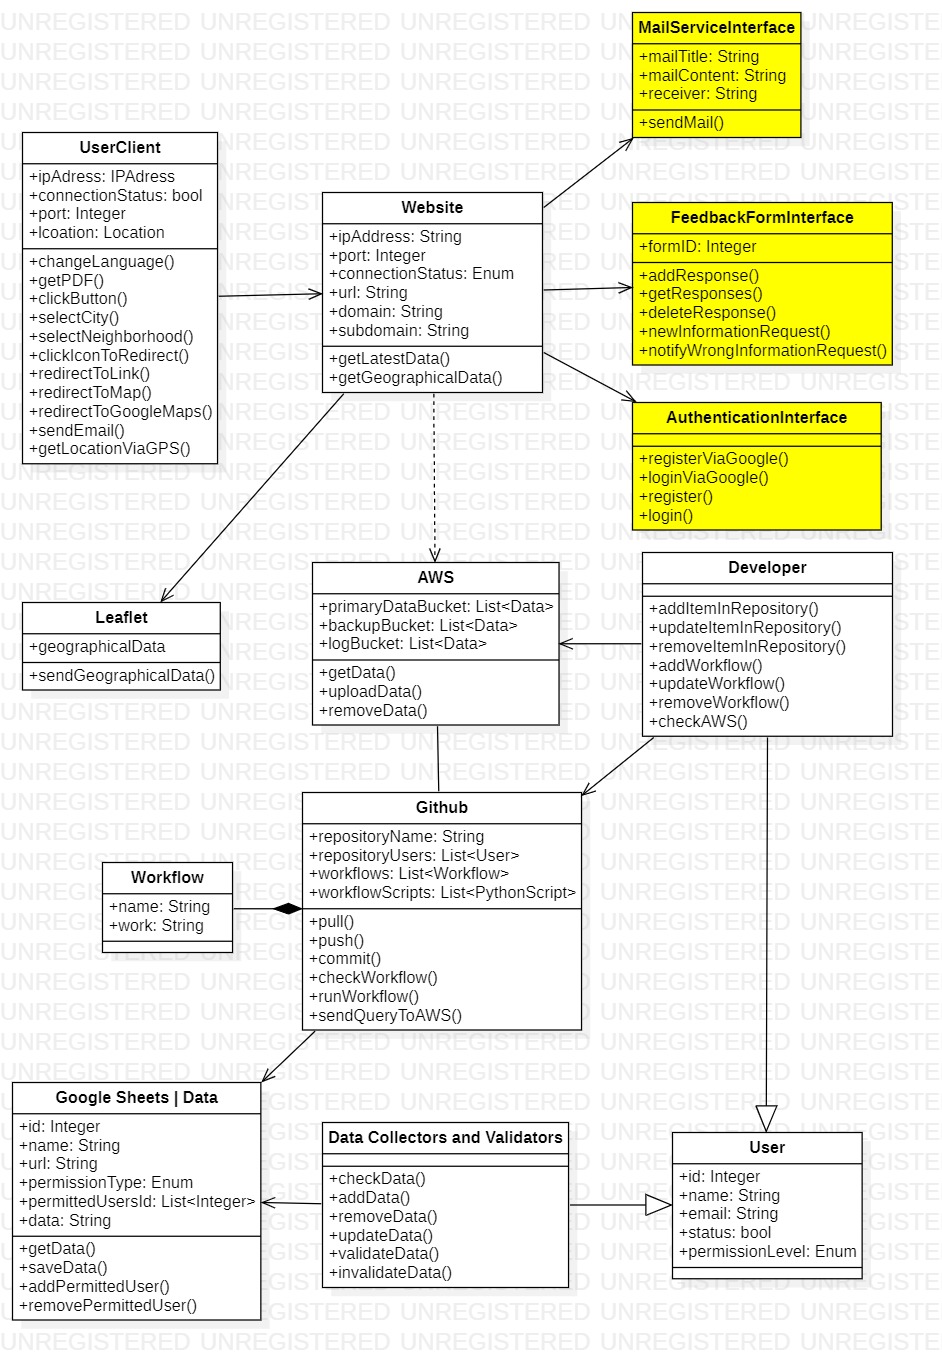 MailServiceInterface
+mailTitle: String
+mailContent: String
+receiver: String
+sendMail()
UserClient
+ipAdress: IPAdress
+connectionStatus: bool
+port: Integer
+lcoation: Location
+changeLanguage()
+getPDF()
+clickButton()
+selectCity()
+selectNeighborhood()
+clickIconToRedirect()
+redirectToLink()
+redirectToMap()
+redirectToGoogleMaps()
+sendEmail()
+getLocationViaGPS()
Website
+ipAddress: String
+port: Integer
+connectionStatus: Enum
+url: String
+domain: String
+subdomain: String
+getLatestData()
+getGeographicalData()
FeedbackFormInterface
+formID: Integer
+addResponse()
+getResponses()
+deleteResponse()
+newInformationRequest()
+notifyWrongInformationRequest()
AuthenticationInterface
+registerViaGoogle()
+loginViaGoogle()
+register()
+login()
Leaflet
+geographicalData
+sendGeographicalData()
AWS
+primaryDataBucket: List<Data>
+backupBucket: List<Data>
+logBucket: List<Data>
+getData()
+uploadData()
+removeData()
Developer
+addItemInRepository()
+updateItemInRepository()
+removeItemInRepository()
+addWorkflow()
+updateWorkflow()
+removeWorkflow()
+checkAWS()
Github
+repositoryName: String
+repositoryUsers: List<User>
+workflows: List<Workflow>
+workflowScripts: List<PythonScript>
+pull()
+push()
+commit()
+checkWorkflow()
+runWorkflow()
+sendQueryToAWS()
Workflow
+name: String
+work: String
Google Sheets | Data
+id: Integer
+name: String
+url: String
+permissionType: Enum
+permittedUsersId: List<Integer>
+data: String
+getData()
+saveData()
+addPermittedUser()
+removePermittedUser()
Data Collectors and Validators
+checkData()
+addData()
+removeData()
+updateData()
+validateData()
+invalidateData()
User
+id: Integer
+name: String
+email: String
+status: bool
+permissionLevel: Enum
UNREGISTERED